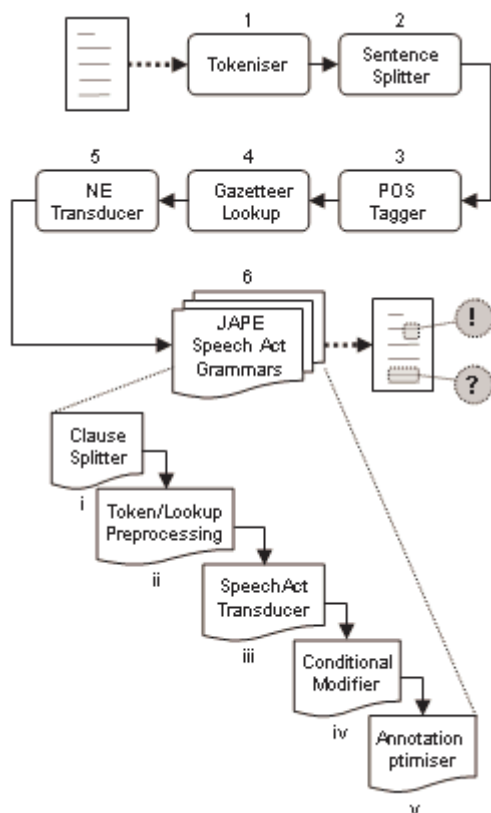 1
Tokeniser
2
Sentence
Splitter
5
NE
Transducer
4
Gazetteer
Lookup
3
POS
Tagger
6
JAPE
Speech Act
Grammars
!
?
Clause
Splitter
i
Token/Lookup
Preprocessing
ii
SpeechAct
Transducer
iii
Conditional
Modifier
iv
Annotation
ptimiser
v